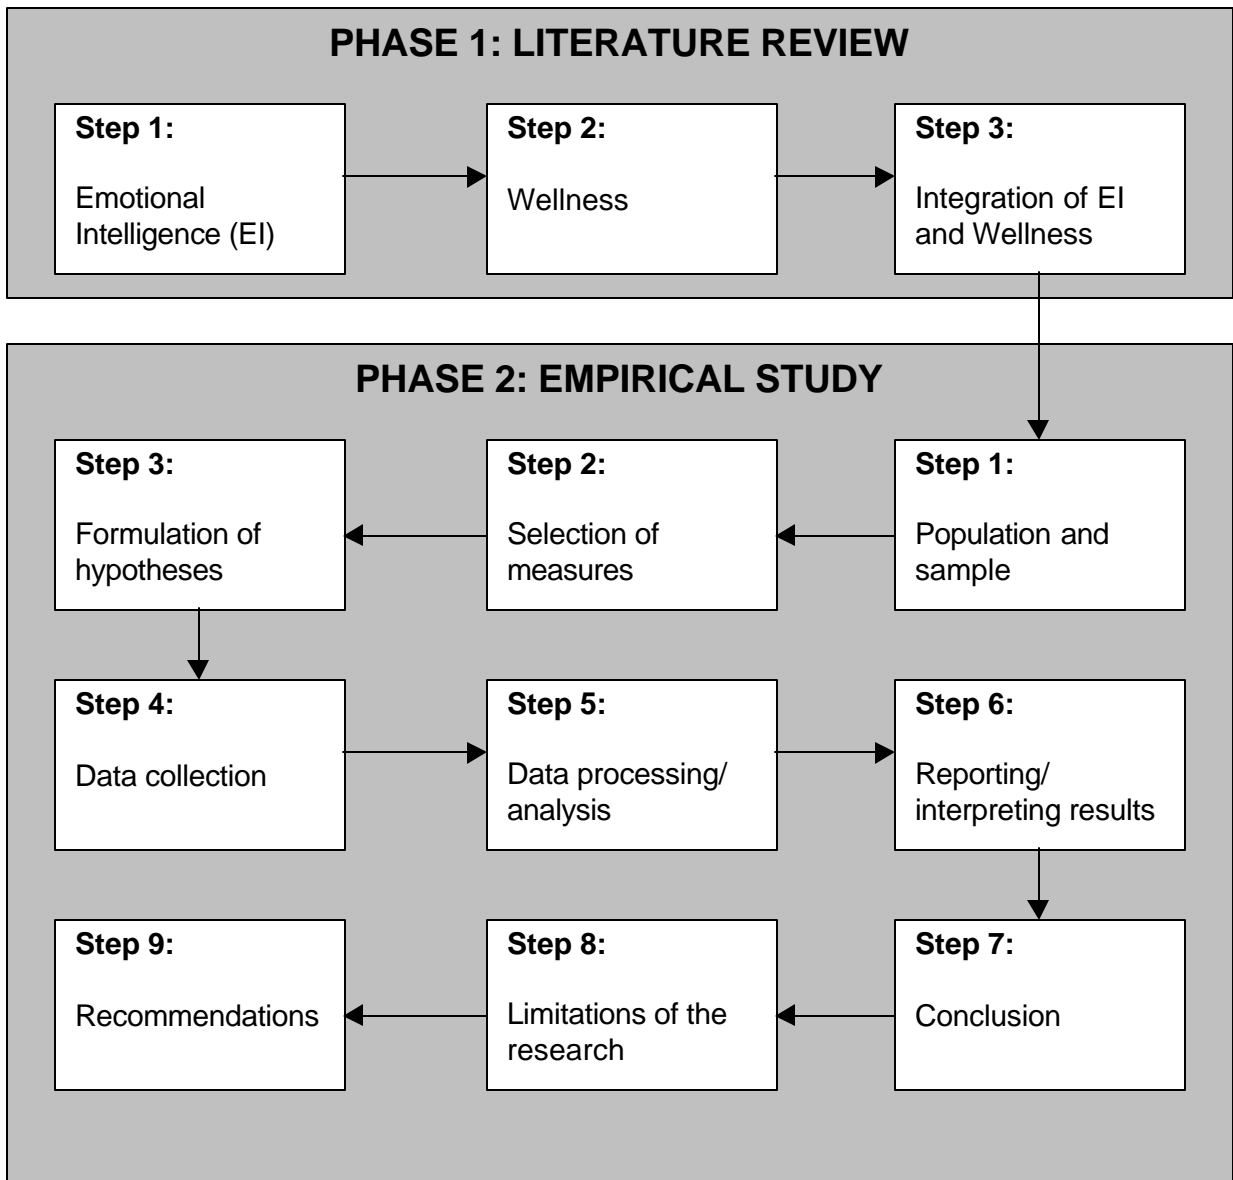 PHASE 1: LITERATURE REVIEW
Step 1:
Emotional
Intelligence (EI)
Step 2:
Wellness
Step 3:
Integration of EI
and Wellness
PHASE 2: EMPIRICAL STUDY
Step 3:
Formulation of
hypotheses
Step 2:
Selection of
measures
Step 1:
Population and
sample
Step 4:
Data collection
Step 5:
Data processing/
analysis
Step 6:
Reporting/
interpreting results
Step 9:
Recommendations
Step 8:
Limitations of the
research
Step 7:
Conclusion